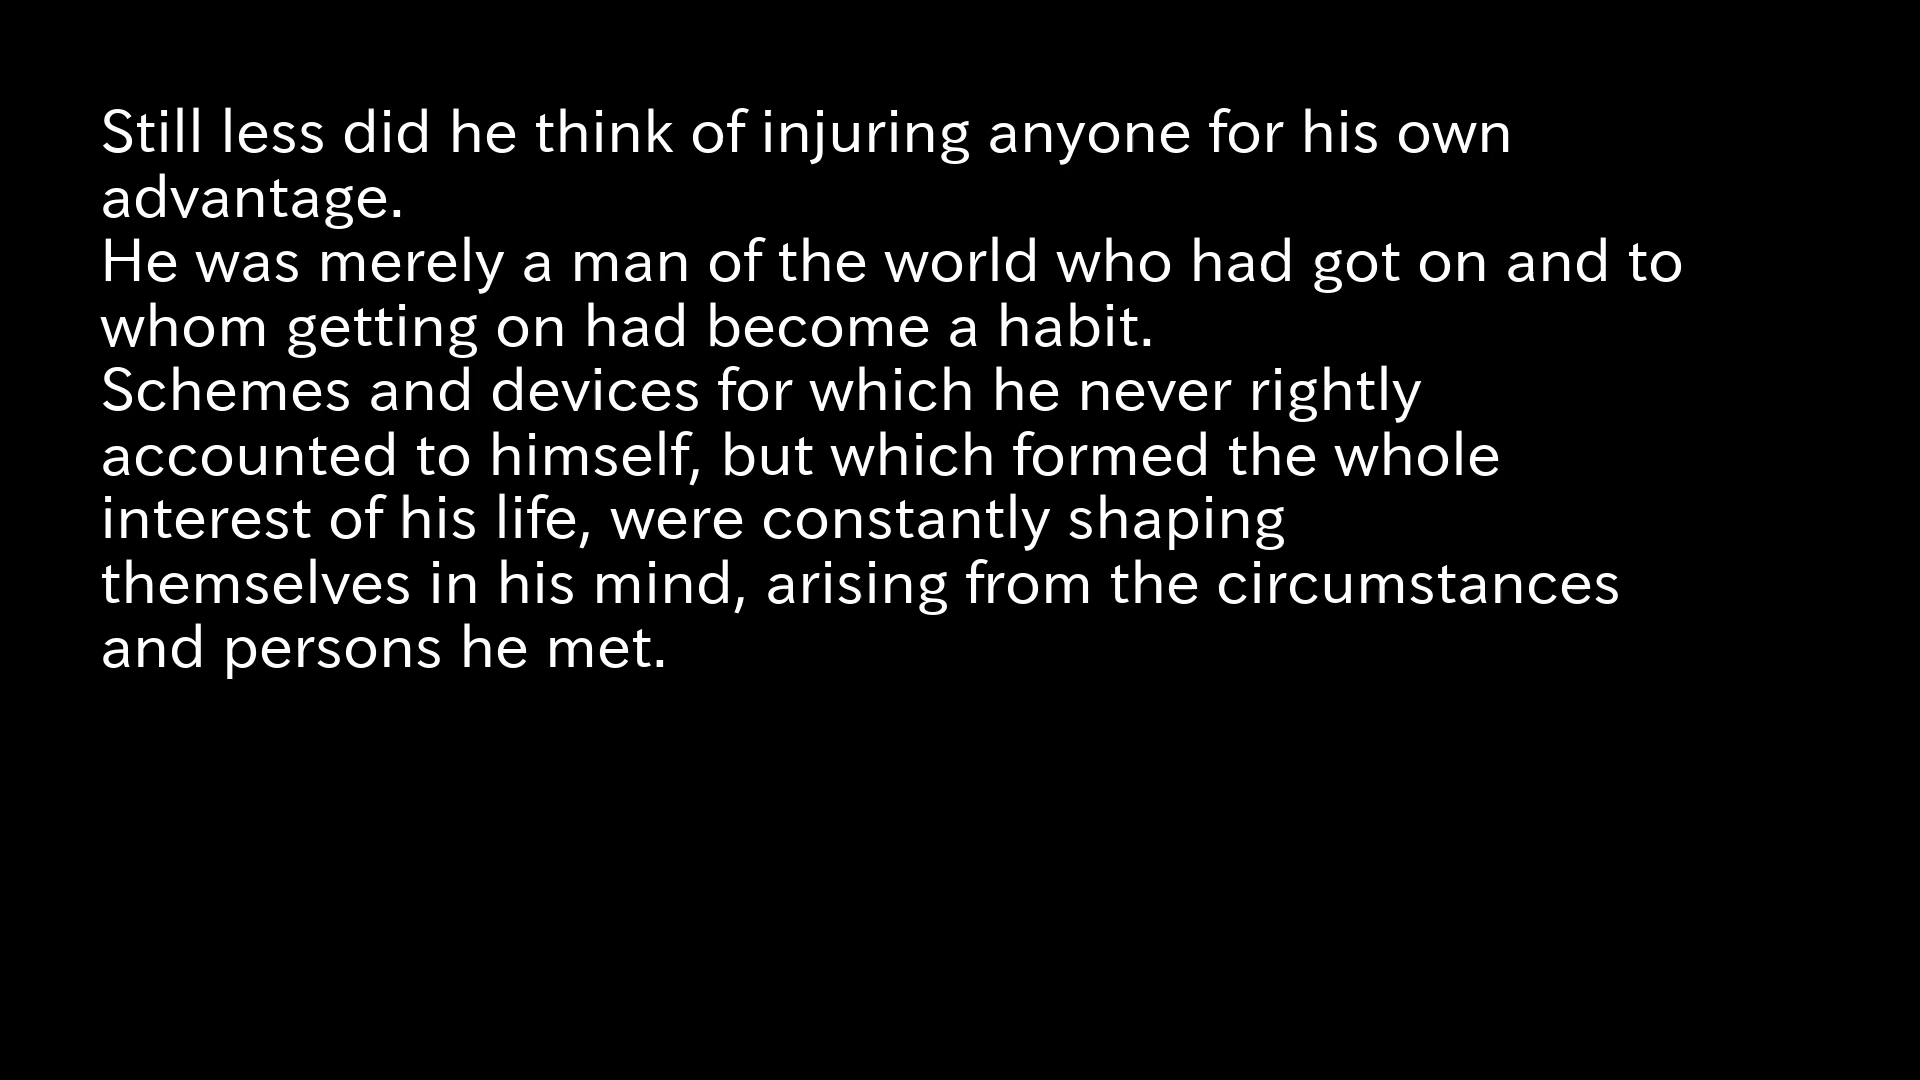 Still less did he think of injuring anyone for his own
advantage.
He was merely a man of the world who had got on and to
whom getting on had become a habit.
Schemes and devices for which he never rightly
accounted to himself, but which formed the whole
interest of his life, were constantly shaping
themselves in his mind, arising from the circumstances
and persons he met.